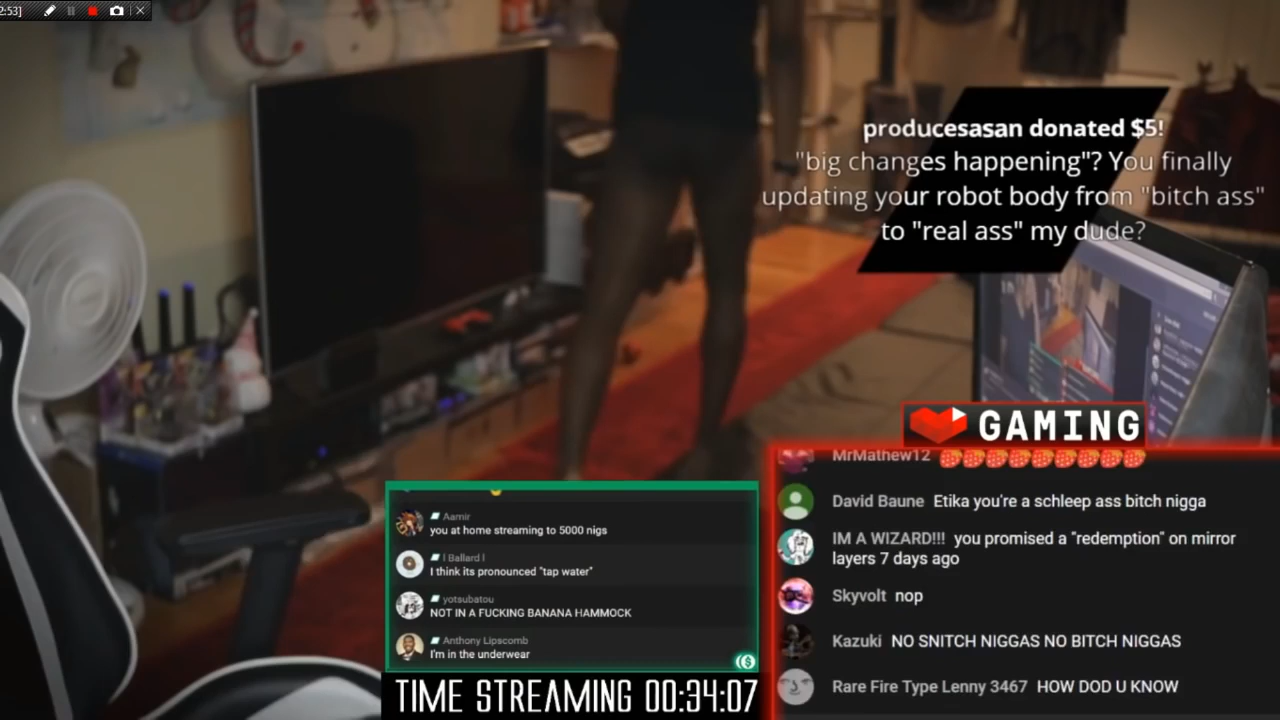 2:53]
producesasan donated $5!
"big changes happening"? You finally
updating your robot body from "bitch ass"
to "real ass" my dude?
GAMING
MrMathew12
David Baune Etika you're a schleep ass bitch nigga
IM A WIZARD!!! you promised a "redemption" on mirror
layers 7 days ago
Skyvolt nop
Kazuki NO SNITCH NIGGAS NO BITCH NIGGAS
Rare Fire Type Lenny 3467 HOW DOD U KNOW
Aamir
you at home streaming to 5000 nigs
l Ballard l
I think its pronounced "tap water"
yotsubatou
NOT IN A FUCKING BANANA HAMMOCK
Anthony Lipscomb
I'm in the underwear
TIME STREAMING 00:34:07